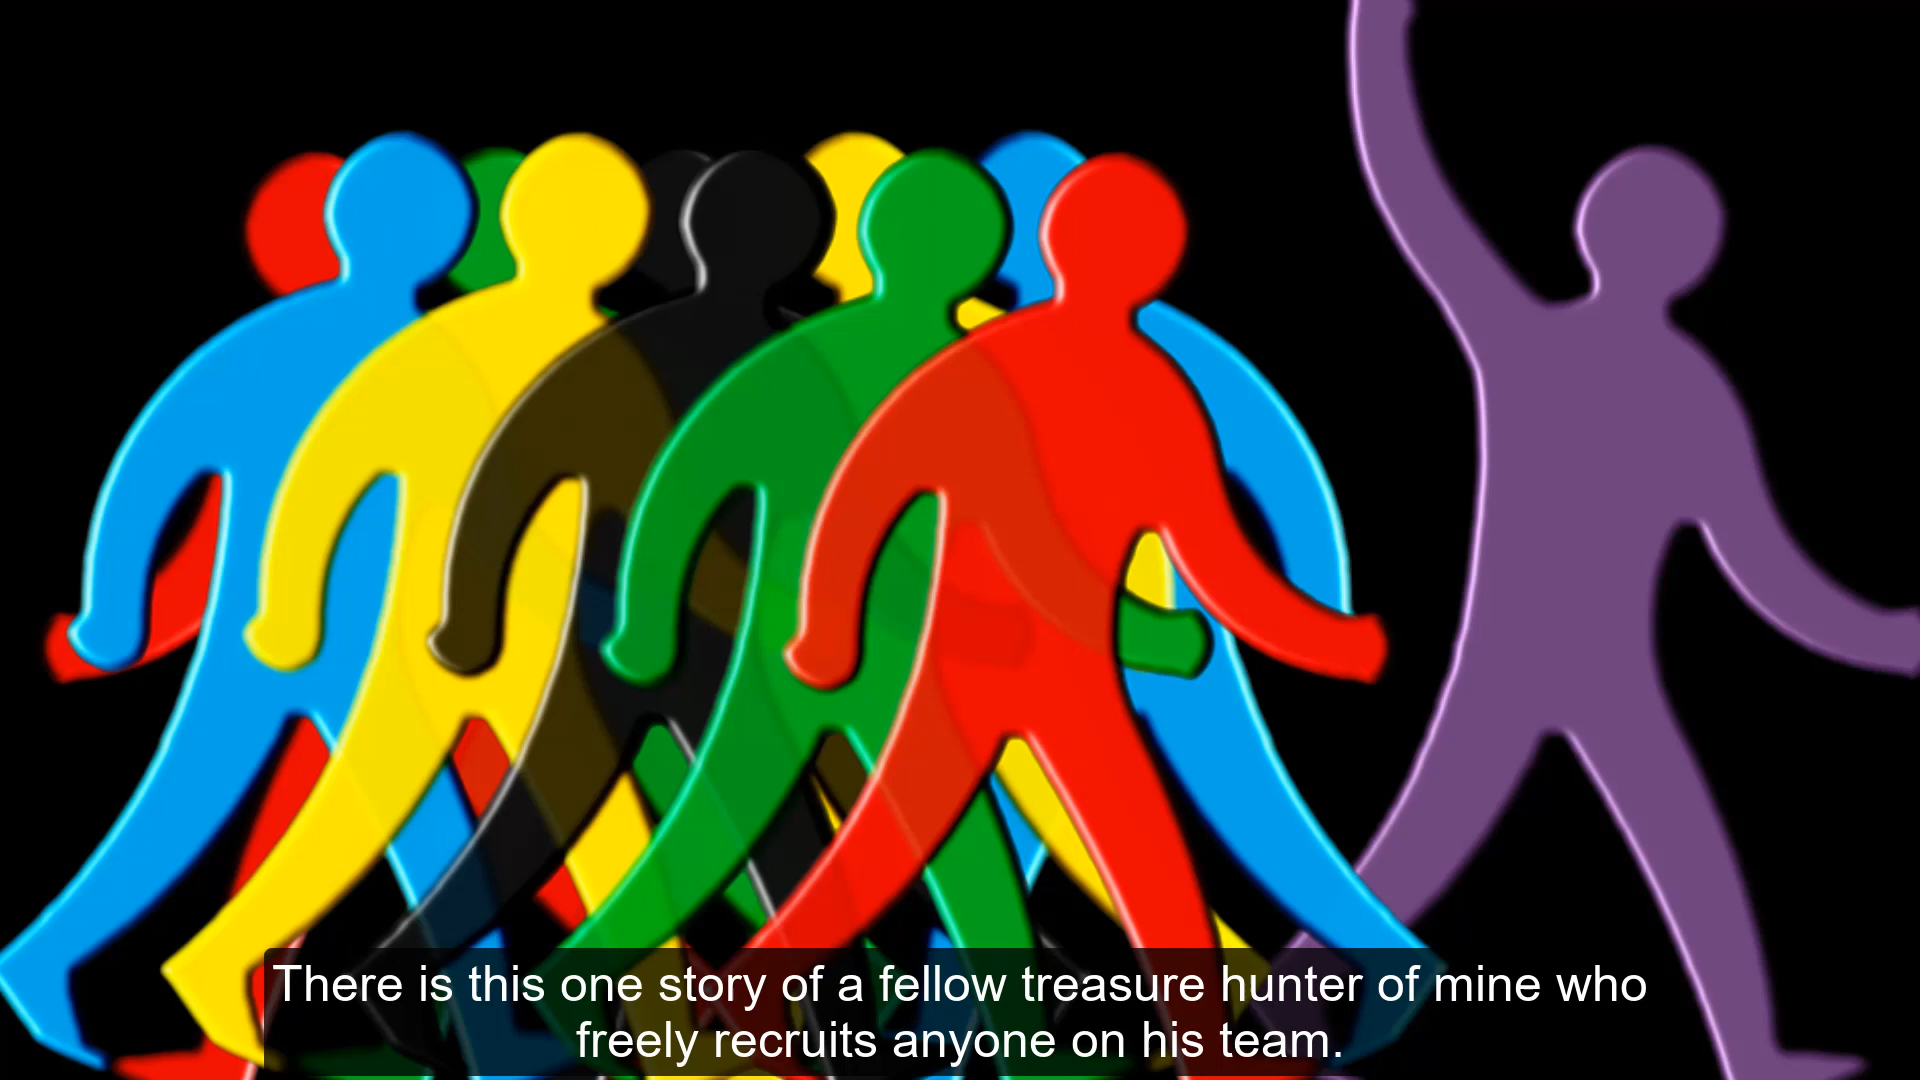 There is this one story of a fellow treasure hunter of mine who
freely recruits anyone on his team.